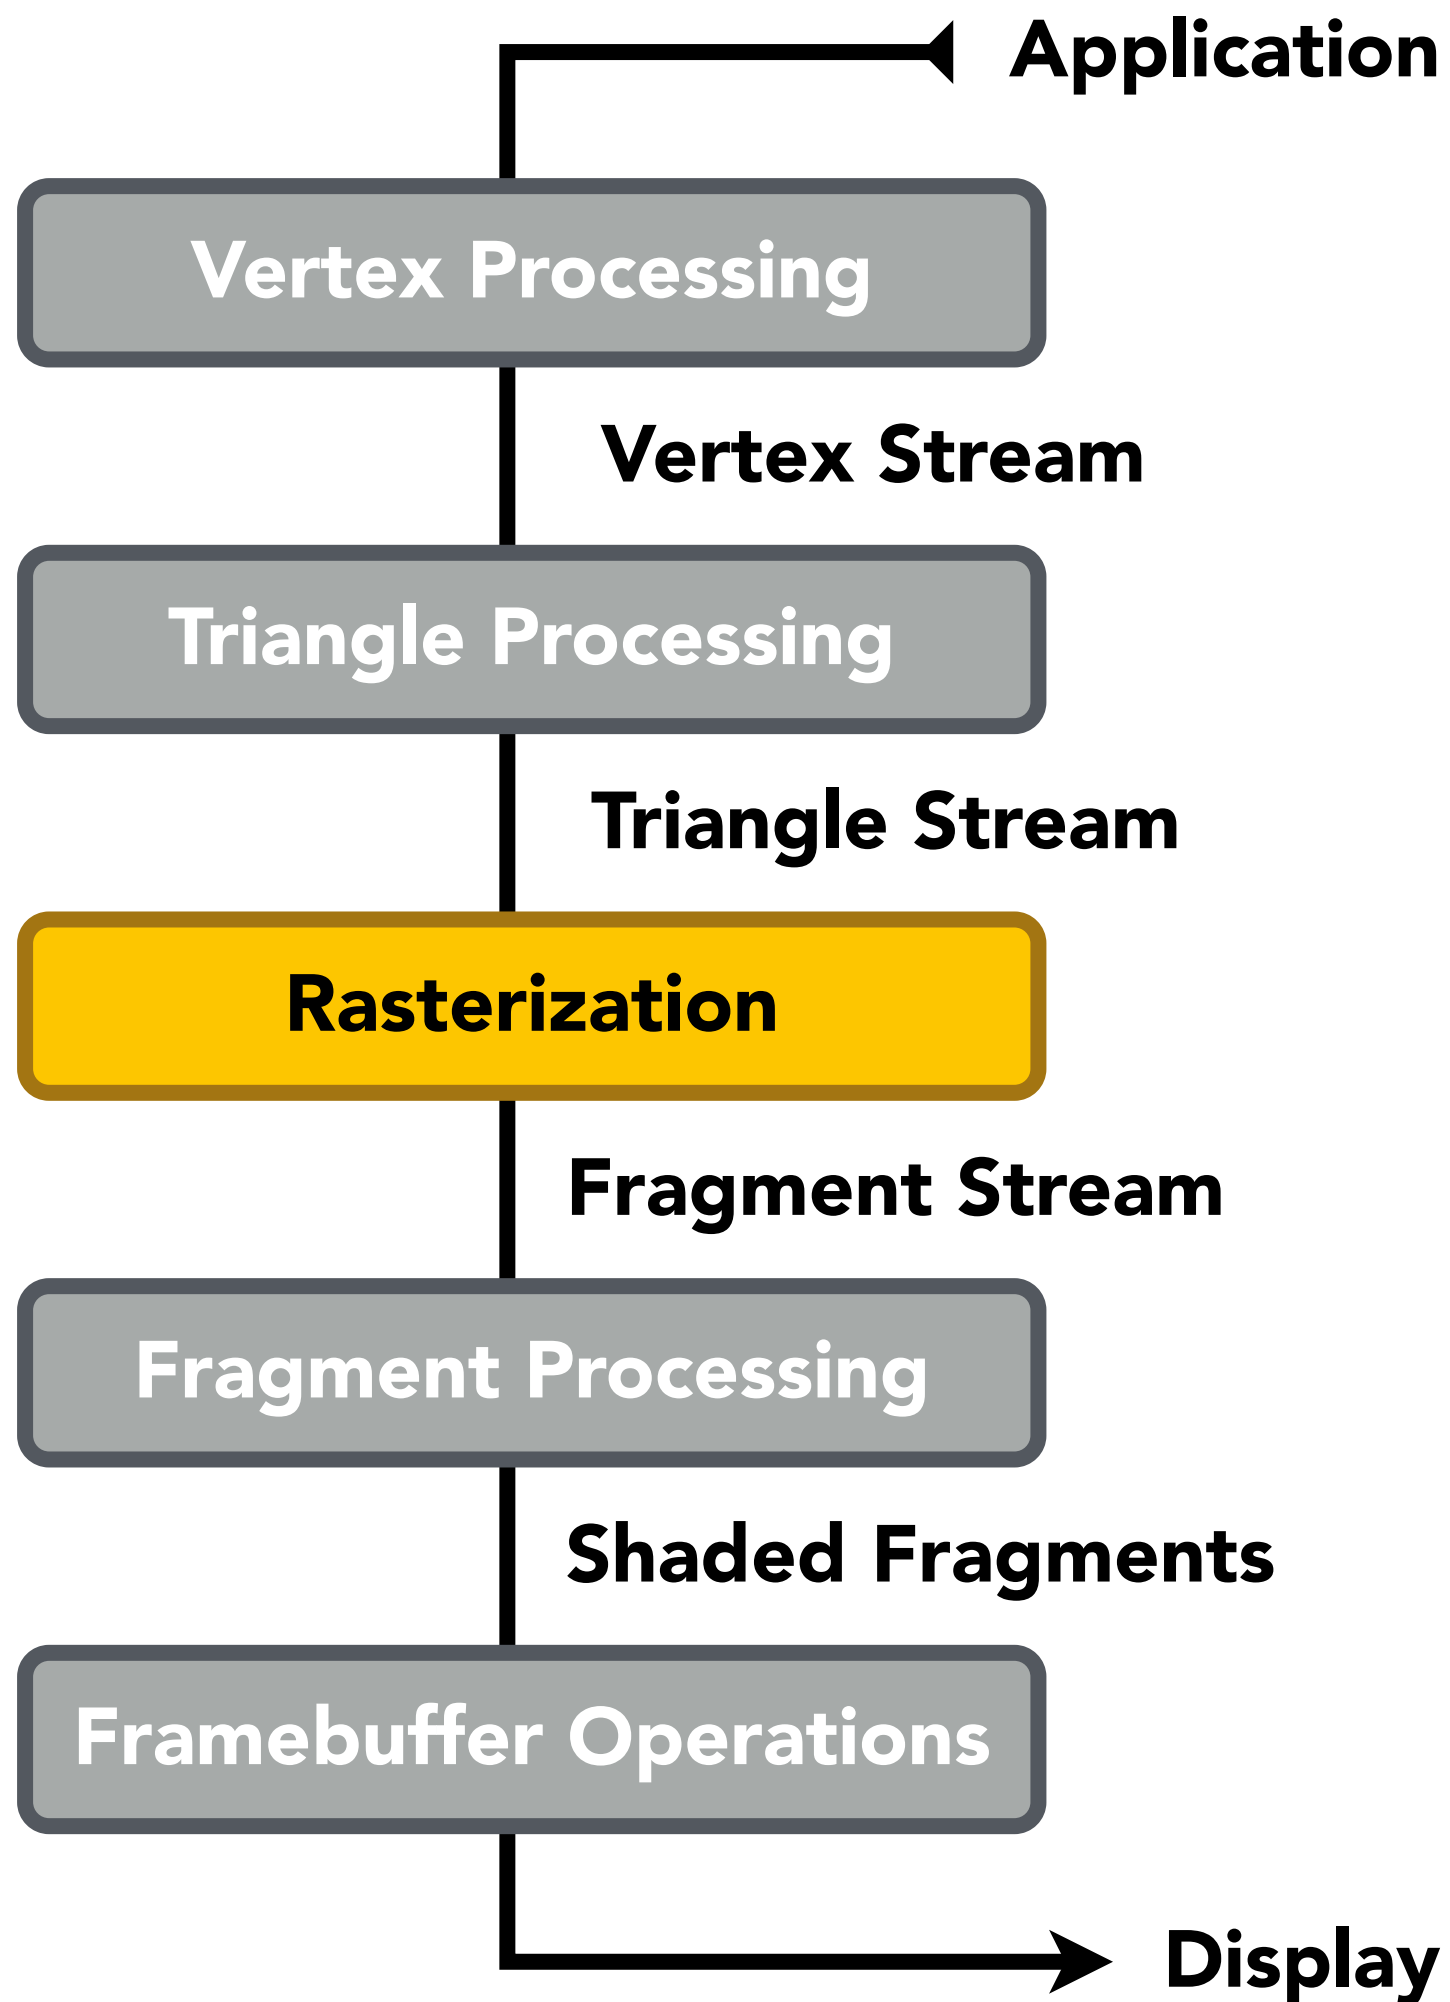 Application
Vertex Processing
Vertex Stream
Triangle Processing
Triangle Stream
Rasterization
Fragment Stream
Fragment Processing
Shaded Fragments
Framebuffer Operations
Display